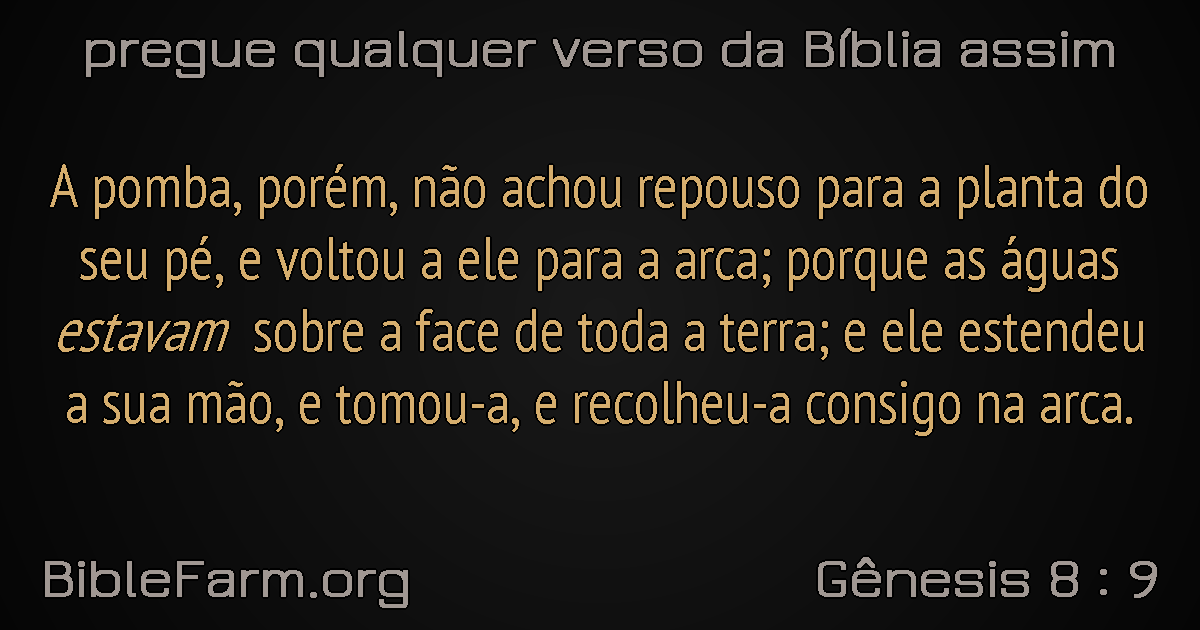 pregue qualquer verso da Bíblia assim
A pomba, porém, não achou repouso para a planta do
seu pé, e voltou a ele para a arca; porque as águas
estavam sobre a face de toda a terra; e ele estendeu
a sua mão, e tomou-a, e recolheu-a consigo na arca.
BibleFarm.org
Gênesis 8 : 9